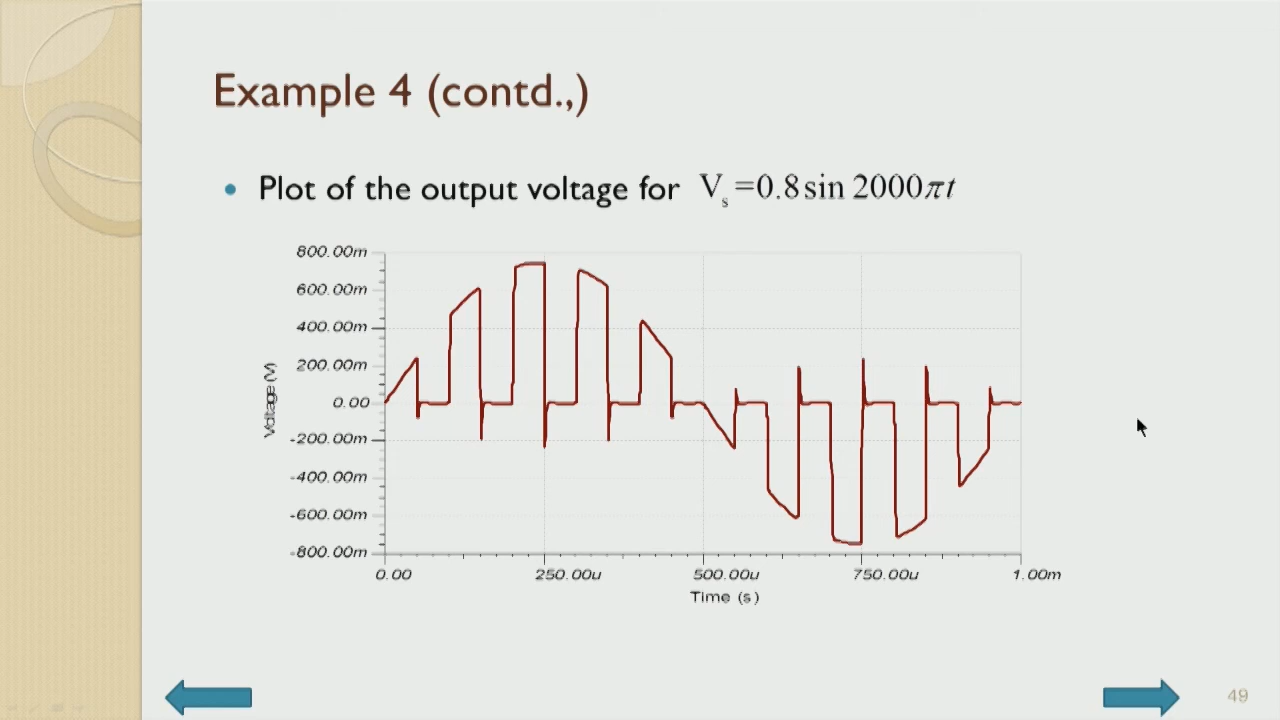 Example 4 (contd.,)
Plot of the output voltage for Vs=0.8 sin 2000πt
800.00m
600.00m
400.00m
200.00m
0.00
-200.00m
-400.00m
-600.00m
-800.00m
Voltage (V)
0.00 250.00u 500.00u 750.00u 1.00m
Time (s)
49